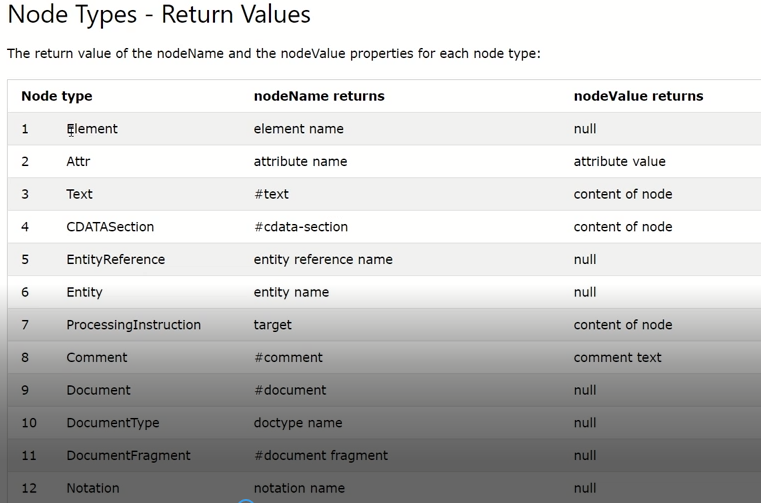 Node Types - Return Values
The return value of the nodeName and the nodeValue properties for each node type:
Node type nodeName returns nodeValue returns
1 Element element name null
2 Attr attribute name attribute value
3 Text #text content of node
4 CDATASection #cdata-section content of node
5 EntityReference entity reference name null
6 Entity entity name null
7 ProcessingInstruction target content of node
8 Comment #comment comment text
9 Document #document null
10 DocumentType doctype name null
11 DocumentFragment #document fragment null
12 Notation notation name null